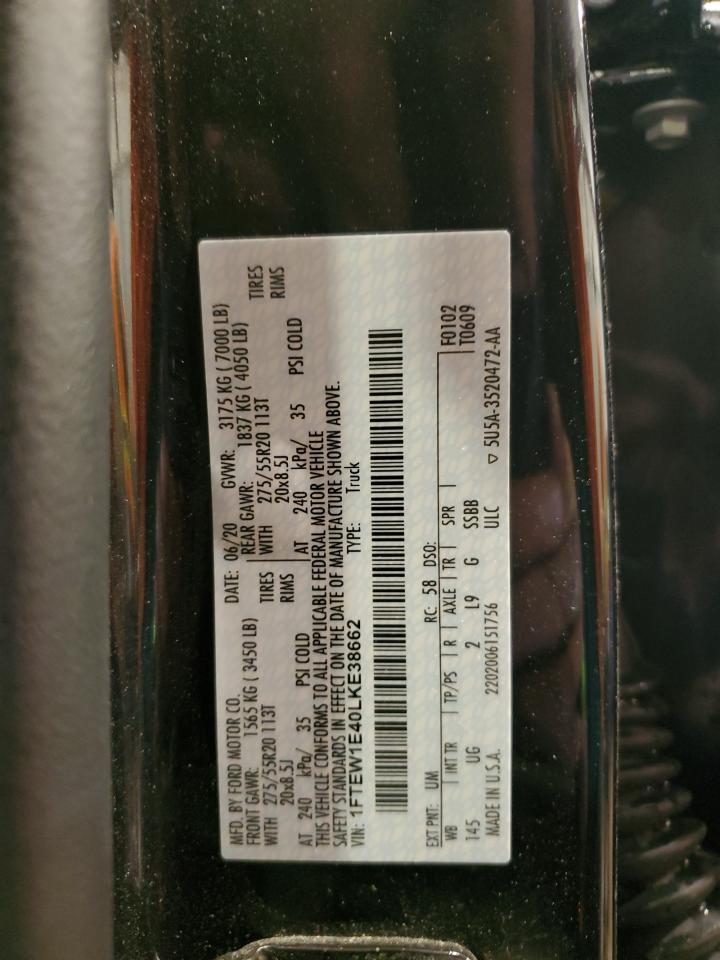 MFD. BY FORD MOTOR CO. DATE: 06/20 GVWR: 3175 KG ( 7000 LB)
FRONT GAWR: 1565 KG ( 3450 LB) REAR GAWR: 1837 KG ( 4050 LB)
WITH 275/55R20 113T TIRES WITH 275/55R20 113T TIRES
20x8.5J RIMS 20x8.5J RIMS
AT 240 kPa/ 35 PSI COLD AT 240 kPa/ 35 PSI COLD
THIS VEHICLE CONFORMS TO ALL APPLICABLE FEDERAL MOTOR VEHICLE
SAFETY STANDARDS IN EFFECT ON THE DATE OF MANUFACTURE SHOWN ABOVE.
VIN: 1FTEW1E40LKE38662 TYPE: Truck
EXT PNT: UM RC: 58 DSO: F0102
WB INT TR TP/PS R AXLE TR SPR T0609
145 UG 2 L9 G SSBB
MADE IN U.S.A. 2202006151756 ULC ▽ 5U5A-3520472-AA